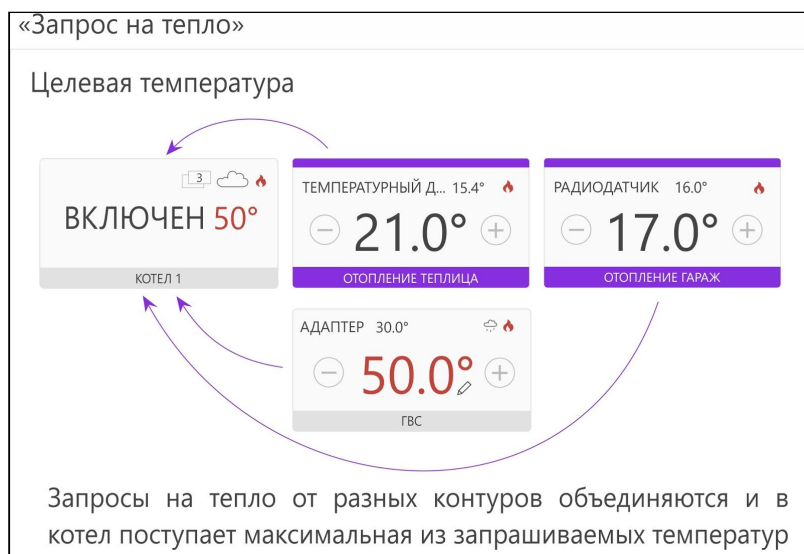 «Запрос на тепло»
Целевая температура
3
ВКЛЮЧЕН 50°
КОТЕЛ 1
ТЕМПЕРАТУРНЫЙ Д... 15.4°
21.0°
ОТОПЛЕНИЕ ТЕПЛИЦА
РАДИОДАТЧИК 16.0°
17.0°
ОТОПЛЕНИЕ ГАРАЖ
АДАПТЕР 30.0°
50.0°
ГВС
Запросы на тепло от разных контуров объединяются и в
котел поступает максимальная из запрашиваемых температур